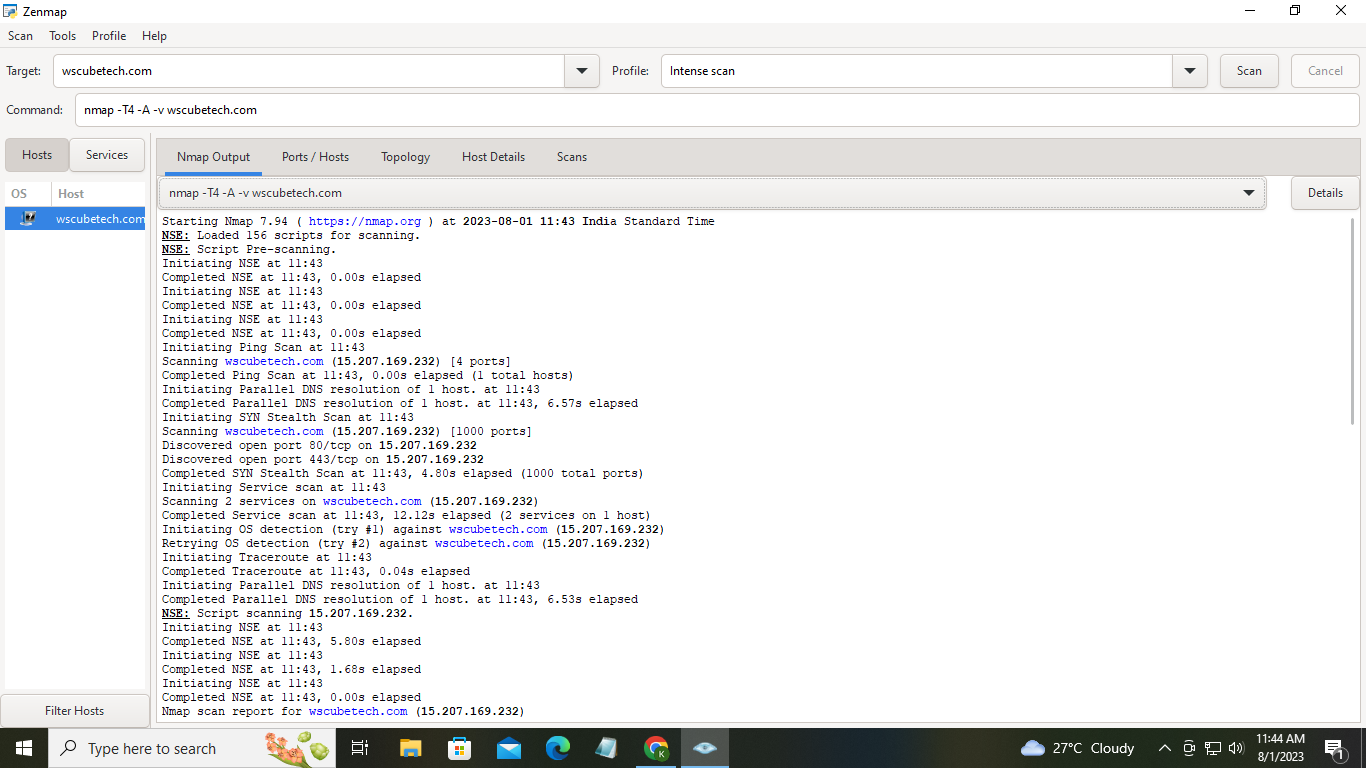 Zenmap
Scan Tools Profile Help
Target: wscubetech.com Profile: Intense scan Scan Cancel
Command: nmap -T4 -A -v wscubetech.com
Hosts Services
OS Host
wscubetech.com
Filter Hosts
Nmap Output Ports / Hosts Topology Host Details Scans
nmap -T4 -A -v wscubetech.com Details
Starting Nmap 7.94 ( https://nmap.org ) at 2023-08-01 11:43 India Standard Time
NSE: Loaded 156 scripts for scanning.
NSE: Script Pre-scanning.
Initiating NSE at 11:43
Completed NSE at 11:43, 0.00s elapsed
Initiating NSE at 11:43
Completed NSE at 11:43, 0.00s elapsed
Initiating NSE at 11:43
Completed NSE at 11:43, 0.00s elapsed
Initiating Ping Scan at 11:43
Scanning wscubetech.com (15.207.169.232) [4 ports]
Completed Ping Scan at 11:43, 0.00s elapsed (1 total hosts)
Initiating Parallel DNS resolution of 1 host. at 11:43
Completed Parallel DNS resolution of 1 host. at 11:43, 6.57s elapsed
Initiating SYN Stealth Scan at 11:43
Scanning wscubetech.com (15.207.169.232) [1000 ports]
Discovered open port 80/tcp on 15.207.169.232
Discovered open port 443/tcp on 15.207.169.232
Completed SYN Stealth Scan at 11:43, 4.80s elapsed (1000 total ports)
Initiating Service scan at 11:43
Scanning 2 services on wscubetech.com (15.207.169.232)
Completed Service scan at 11:43, 12.12s elapsed (2 services on 1 host)
Initiating OS detection (try #1) against wscubetech.com (15.207.169.232)
Retrying OS detection (try #2) against wscubetech.com (15.207.169.232)
Initiating Traceroute at 11:43
Completed Traceroute at 11:43, 0.04s elapsed
Initiating Parallel DNS resolution of 1 host. at 11:43
Completed Parallel DNS resolution of 1 host. at 11:43, 6.53s elapsed
NSE: Script scanning 15.207.169.232.
Initiating NSE at 11:43
Completed NSE at 11:43, 5.80s elapsed
Initiating NSE at 11:43
Completed NSE at 11:43, 1.68s elapsed
Initiating NSE at 11:43
Completed NSE at 11:43, 0.00s elapsed
Nmap scan report for wscubetech.com (15.207.169.232)
Type here to search
K
27°C Cloudy
11:44 AM
8/1/2023
1